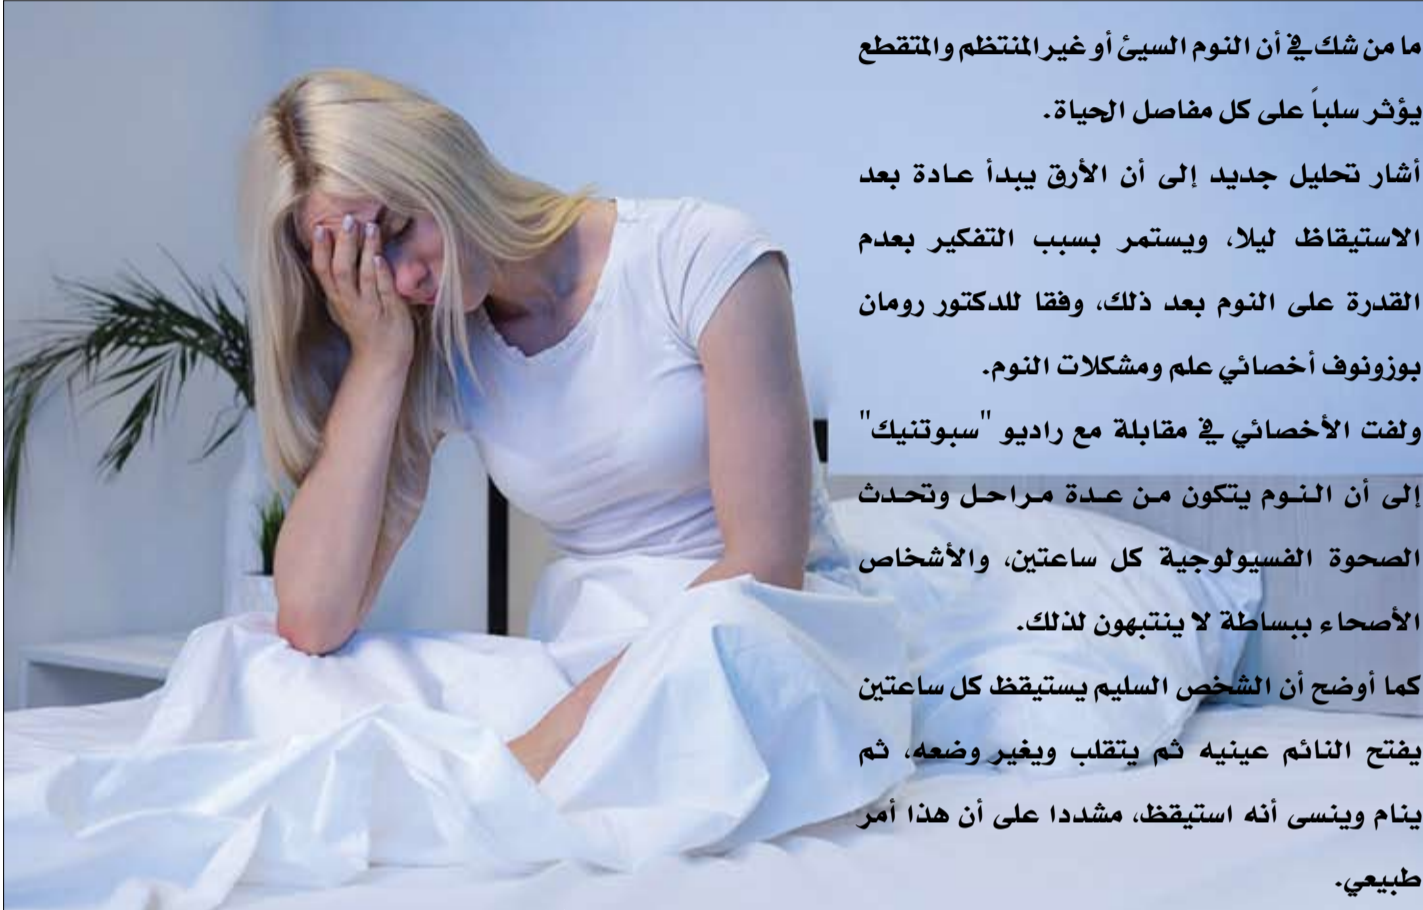 ما من شك في أن النوم السيئ أو غير المنتظم والمتقطع
يؤثر سلباً على كل مفاصل الحياة.
أشار تحليل جديد إلى أن الأرق يبدأ عادة بعد
الاستيقاظ ليلا، ويستمر بسبب التفكير بعدم
القدرة على النوم بعد ذلك، وفقا للدكتور رومان
بوزونوف أخصائي علم ومشكلات النوم.
ولفت الأخصائي في مقابلة مع راديو "سبوتنيك"
إلى أن النوم يتكون من عدة مراحل وتحدث
الصحوة الفسيولوجية كل ساعتين، والأشخاص
الأصحاء ببساطة لا ينتبهون لذلك.
كما أوضح أن الشخص السليم يستيقظ كل ساعتين
يفتح النائم عينيه ثم يتقلب ويغير وضعه، ثم
ينام وينسى أنه استيقظ، مشددا على أن هذا أمر
طبيعي.